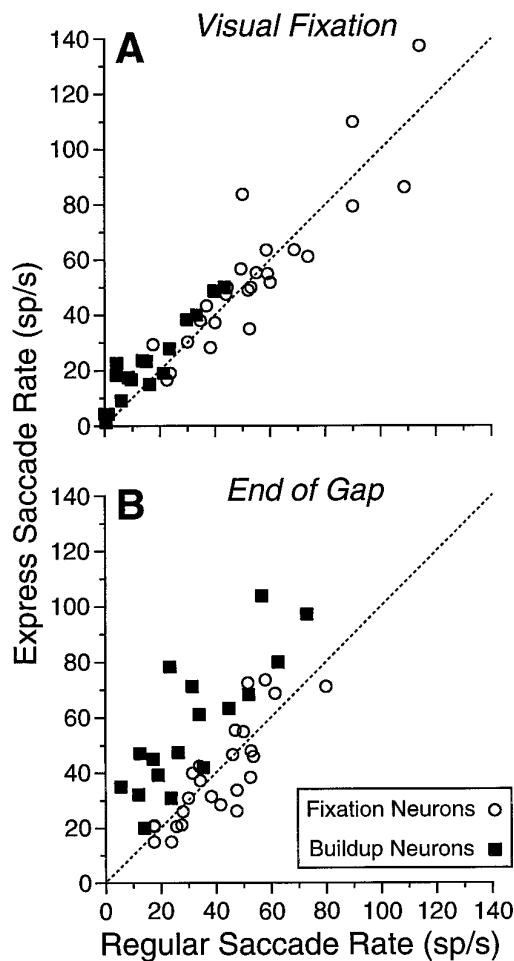 Visual Fixation
A
140
120
100
80
60
40
20
0
Express Saccade Rate (sp/s)
End of Gap
B
140
120
100
80
60
40
20
0
Fixation Neurons
Buildup Neurons
0 20 40 60 80 100 120 140
Regular Saccade Rate (sp/s)